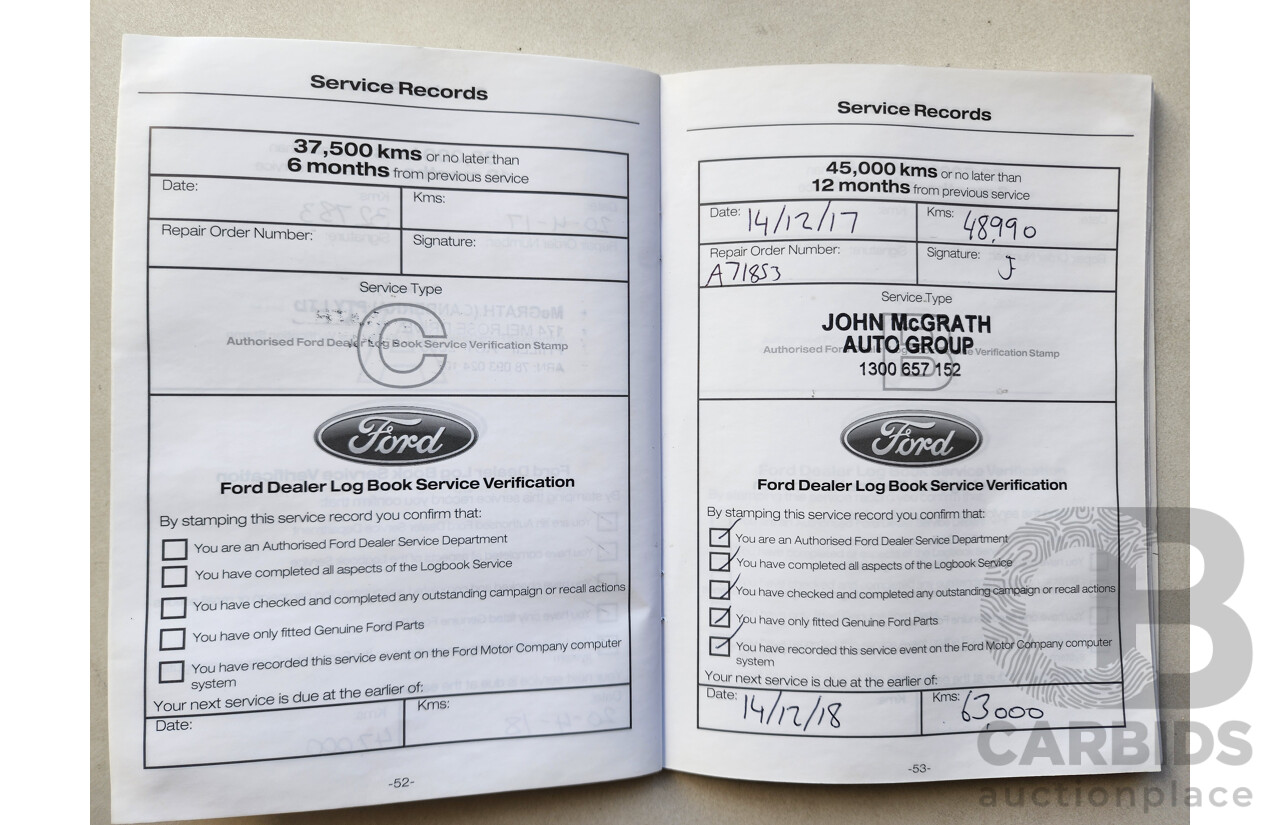 Service Records
37,500 kms or no later than
6 months from previous service
Date:
Kms:
Repair Order Number:
Signature:
Service Type
C
Authorised Ford Dealer Log Book Service Verification Stamp
Ford
Ford Dealer Log Book Service Verification
By stamping this service record you confirm that:
You are an Authorised Ford Dealer Service Department
You have completed all aspects of the Logbook Service
You have checked and completed any outstanding campaign or recall actions
You have only fitted Genuine Ford Parts
You have recorded this service event on the Ford Motor Company computer
system
Your next service is due at the earlier of:
Date:
Kms:
-52-
Service Records
45,000 kms or no later than
12 months from previous service
Date: 14/12/17
Kms: 48990
Repair Order Number:
A71853
Signature: J
Service Type
JOHN McGRATH
AUTO GROUP
1300 657 152
B
Authorised For Service Verification Stamp
Ford
Ford Dealer Log Book Service Verification
By stamping this service record you confirm that:
You are an Authorised Ford Dealer Service Department
You have completed all aspects of the Logbook Service
You have checked and completed any outstanding campaign or recall actions
You have only fitted Genuine Ford Parts
You have recorded this service event on the Ford Motor Company computer
system
Your next service is due at the earlier of:
Date: 14/12/18
Kms: 63,000
-53-
CB
CARBIDS
auctionplace